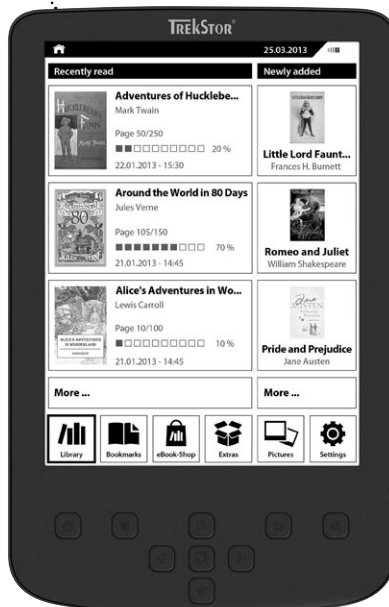 TREKSTOR
25.03.2013
Recently read
Adventures of Hucklebe...
Mark Twain
Page 50/250
20 %
22.01.2013 - 15:30
Around the World in 80 Days
Jules Verne
Page 105/150
70 %
21.01.2013 - 14:45
Alice's Adventures in Wo...
Lewis Carroll
Page 10/100
10 %
21.01.2013 - 14:45
More ...
Newly added
Little Lord Faunt...
Frances H. Burnett
Romeo and Juliet
William Shakespeare
Pride and Prejudice
Jane Austen
More ...
Library
Bookmarks
eBook-Shop
Extras
Pictures
Settings